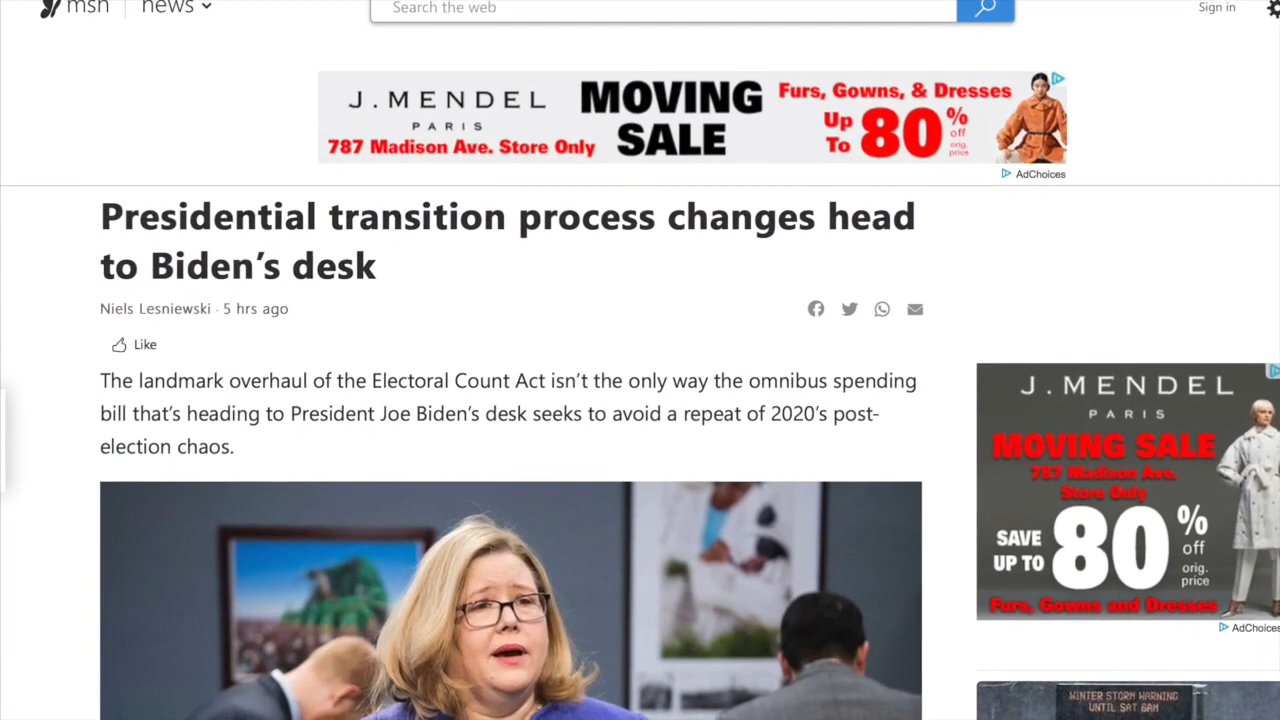 msn news
Search the web
Sign in
J.MENDEL
PARIS
787 Madison Ave. Store Only
MOVING
SALE
Furs, Gowns, & Dresses
Up
To
80
%
off
orig.
price
AdChoices
Presidential transition process changes head
to Biden’s desk
Niels Lesniewski · 5 hrs ago
Like
The landmark overhaul of the Electoral Count Act isn’t the only way the omnibus spending
bill that’s heading to President Joe Biden’s desk seeks to avoid a repeat of 2020’s post-
election chaos.
J.MENDEL
PARIS
MOVING SALE
787 Madison Ave.
Store Only
SAVE
UP TO
80
%
off
orig.
price
Furs, Gowns and Dresses
AdChoices
WINTER STORM WARNING
UNTIL SAT 6AM